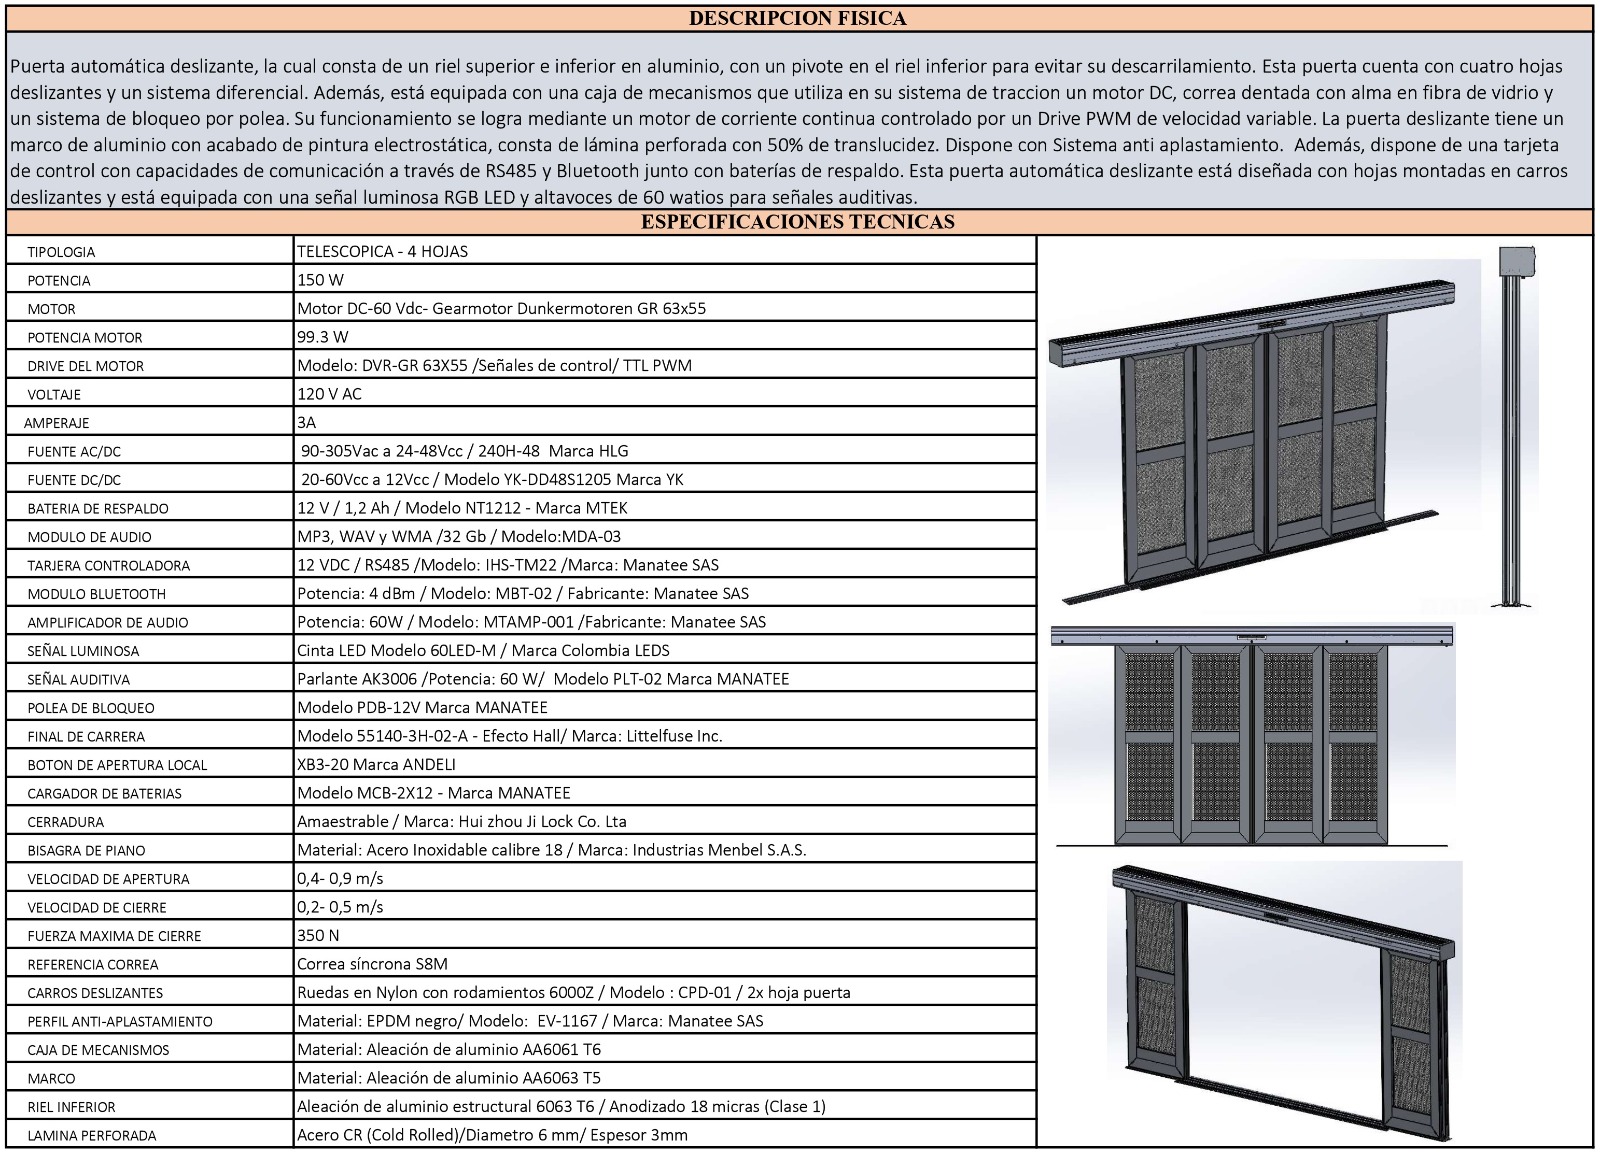 DESCRIPCION FISICA
Puerta automática deslizante, la cual consta de un riel superior e inferior en aluminio, con un pivote en el riel inferior para evitar su descarrilamiento. Esta puerta cuenta con cuatro hojas
deslizantes y un sistema diferencial. Además, está equipada con una caja de mecanismos que utiliza en su sistema de traccion un motor DC, correa dentada con alma en fibra de vidrio y
un sistema de bloqueo por polea. Su funcionamiento se logra mediante un motor de corriente continua controlado por un Drive PWM de velocidad variable. La puerta deslizante tiene un
marco de aluminio con acabado de pintura electrostática, consta de lámina perforada con 50% de translucidez. Dispone con Sistema anti aplastamiento. Además, dispone de una tarjeta
de control con capacidades de comunicación a través de RS485 y Bluetooth junto con baterías de respaldo. Esta puerta automática deslizante está diseñada con hojas montadas en carros
deslizantes y está equipada con una señal luminosa RGB LED y altavoces de 60 watios para señales auditivas.
ESPECIFICACIONES TECNICAS
TIPOLOGIA TELESCOPICA - 4 HOJAS
POTENCIA 150 W
MOTOR Motor DC-60 Vdc- Gearmotor Dunkermotoren GR 63x55
POTENCIA MOTOR 99.3 W
DRIVE DEL MOTOR Modelo: DVR-GR 63X55 /Señales de control/ TTL PWM
VOLTAJE 120 V AC
AMPERAJE 3A
FUENTE AC/DC 90-305Vac a 24-48Vcc / 240H-48 Marca HLG
FUENTE DC/DC 20-60Vcc a 12Vcc / Modelo YK-DD48S1205 Marca YK
BATERIA DE RESPALDO 12 V / 1,2 Ah / Modelo NT1212 - Marca MTEK
MODULO DE AUDIO MP3, WAV y WMA /32 Gb / Modelo:MDA-03
TARJERA CONTROLADORA 12 VDC / RS485 /Modelo: IHS-TM22 /Marca: Manatee SAS
MODULO BLUETOOTH Potencia: 4 dBm / Modelo: MBT-02 / Fabricante: Manatee SAS
AMPLIFICADOR DE AUDIO Potencia: 60W / Modelo: MTAMP-001 /Fabricante: Manatee SAS
SEÑAL LUMINOSA Cinta LED Modelo 60LED-M / Marca Colombia LEDS
SEÑAL AUDITIVA Parlante AK3006 /Potencia: 60 W/ Modelo PLT-02 Marca MANATEE
POLEA DE BLOQUEO Modelo PDB-12V Marca MANATEE
FINAL DE CARRERA Modelo 55140-3H-02-A - Efecto Hall/ Marca: Littelfuse Inc.
BOTON DE APERTURA LOCAL XB3-20 Marca ANDELI
CARGADOR DE BATERIAS Modelo MCB-2X12 - Marca MANATEE
CERRADURA Amaestrable / Marca: Hui zhou Ji Lock Co. Lta
BISAGRA DE PIANO Material: Acero Inoxidable calibre 18 / Marca: Industrias Menbel S.A.S.
VELOCIDAD DE APERTURA 0,4- 0,9 m/s
VELOCIDAD DE CIERRE 0,2- 0,5 m/s
FUERZA MAXIMA DE CIERRE 350 N
REFERENCIA CORREA Correa síncrona S8M
CARROS DESLIZANTES Ruedas en Nylon con rodamientos 6000Z / Modelo : CPD-01 / 2x hoja puerta
PERFIL ANTI-APLASTAMIENTO Material: EPDM negro/ Modelo: EV-1167 / Marca: Manatee SAS
CAJA DE MECANISMOS Material: Aleación de aluminio AA6061 T6
MARCO Material: Aleación de aluminio AA6063 T5
RIEL INFERIOR Aleación de aluminio estructural 6063 T6 / Anodizado 18 micras (Clase 1)
LAMINA PERFORADA Acero CR (Cold Rolled)/Diametro 6 mm/ Espesor 3mm